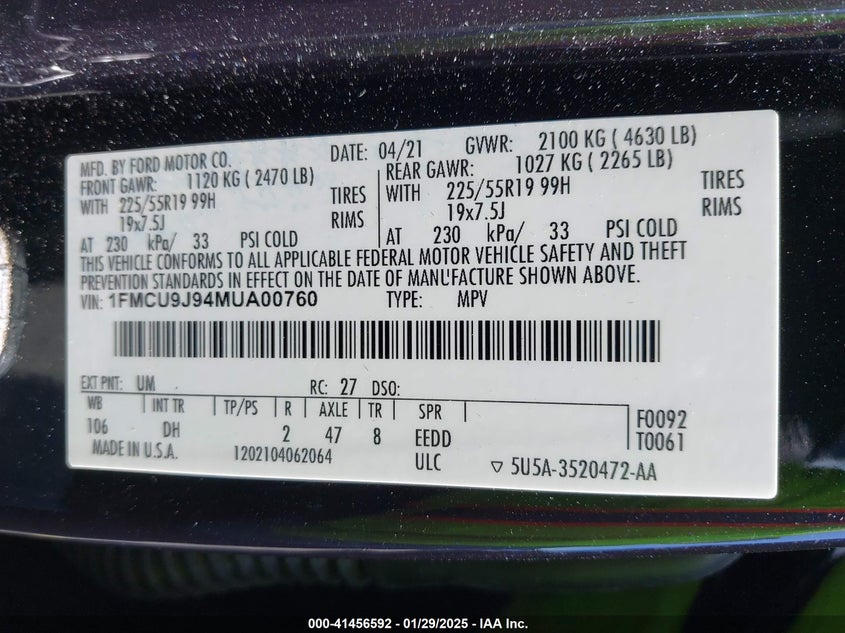 MFD. BY FORD MOTOR CO. DATE: 04/21 GVWR: 2100 KG ( 4630 LB)
FRONT GAWR: 1120 KG ( 2470 LB) REAR GAWR: 1027 KG ( 2265 LB)
WITH 225/55R19 99H TIRES WITH 225/55R19 99H TIRES
19x7.5J RIMS 19x7.5J RIMS
AT 230 kPa/ 33 PSI COLD AT 230 kPa/ 33 PSI COLD
THIS VEHICLE CONFORMS TO ALL APPLICABLE FEDERAL MOTOR VEHICLE SAFETY AND THEFT
PREVENTION STANDARDS IN EFFECT ON THE DATE OF MANUFACTURE SHOWN ABOVE.
VIN: 1FMCU9J94MUA00760 TYPE: MPV
EXT PNT: UM RC: 27 DSO:
WB INT TR TP/PS R AXLE TR SPR F0092
106 DH 2 47 8 EEDD T0061
MADE IN U.S.A. 1202104062064 ULC 5U5A-3520472-AA
000-41456592 - 01/29/2025 - IAA Inc.